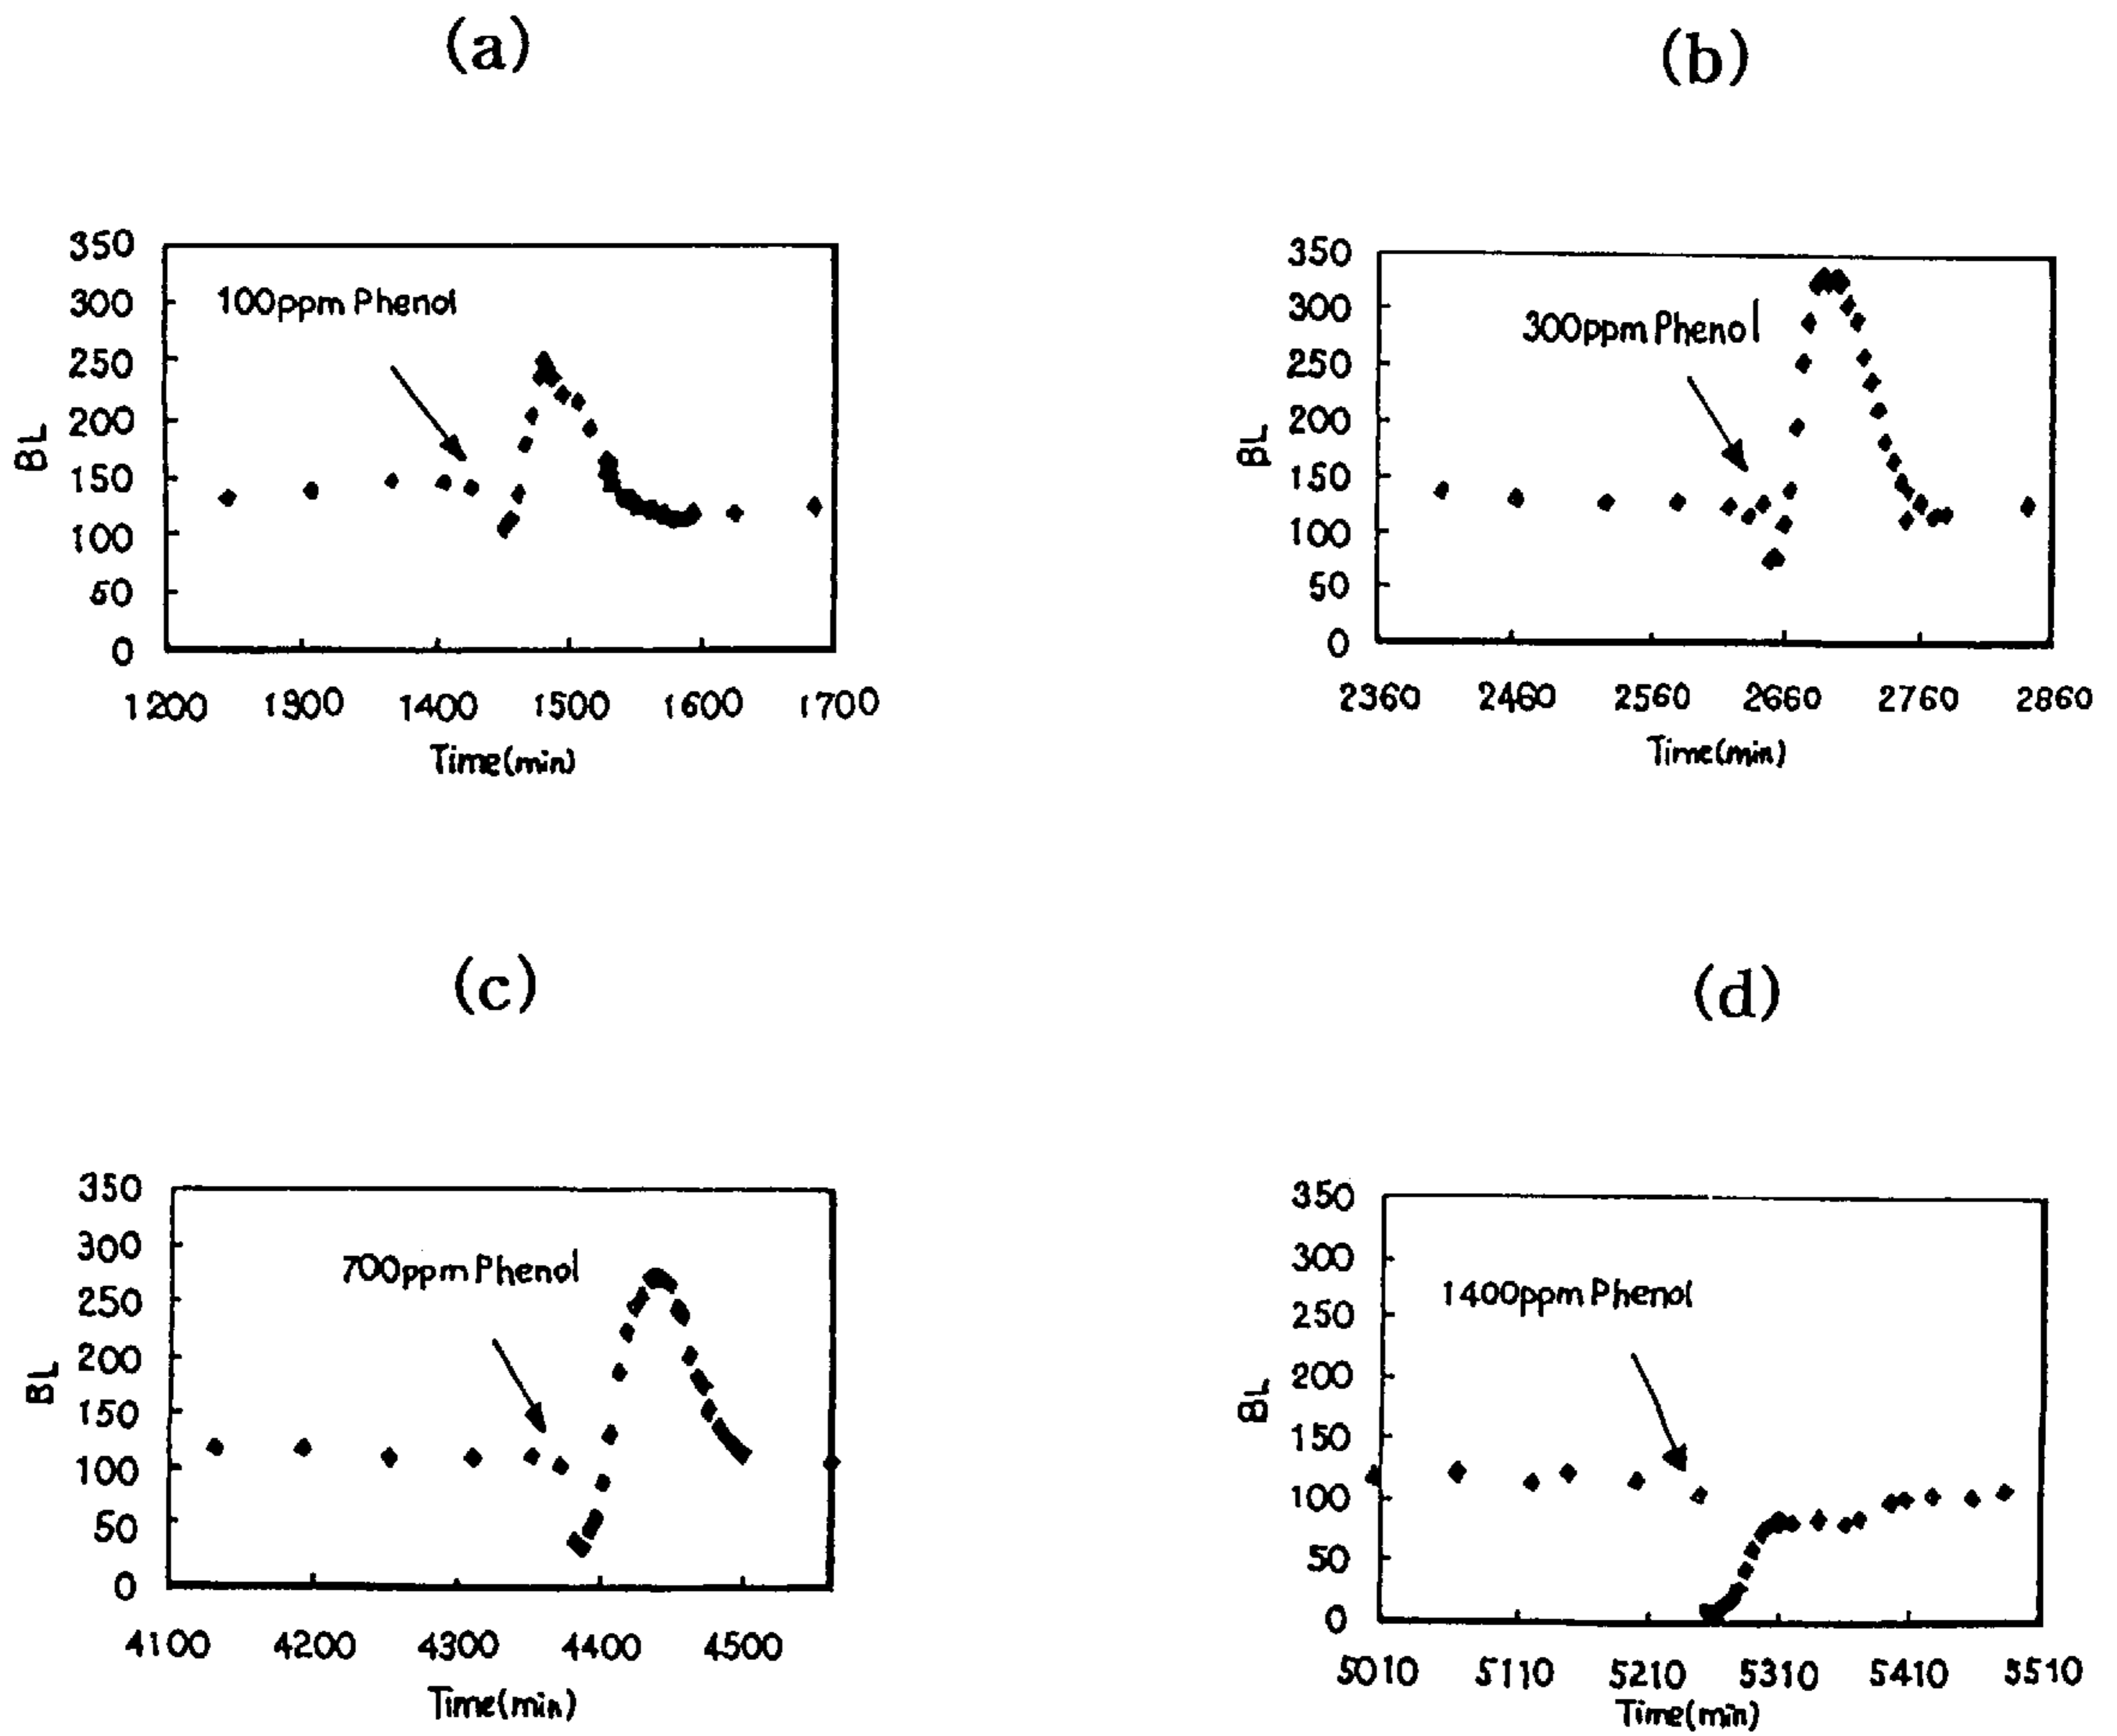 (a)
350
300
250
200
150
100
50
0
BL
100ppm Phenol
1200 1300 1400 1500 1600 1700
Time(min)
(b)
350
300
250
200
150
100
50
0
BL
300ppm Phenol
2360 2460 2560 2660 2760 2860
Time(min)
(c)
350
300
250
200
150
100
50
0
BL
700ppm Phenol
4100 4200 4300 4400 4500
Time(min)
(d)
350
300
250
200
150
100
50
0
BL
1400ppm Phenol
5010 5110 5210 5310 5410 5510
Time(min)